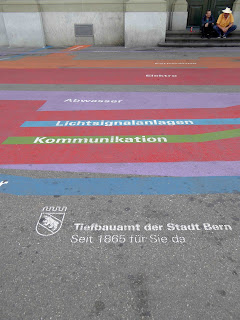 Elektro
Abwasser
Lichtsignalanlagen
Kommunikation
Tiefbauamt der Stadt Bern
Seit 1865 für Sie da